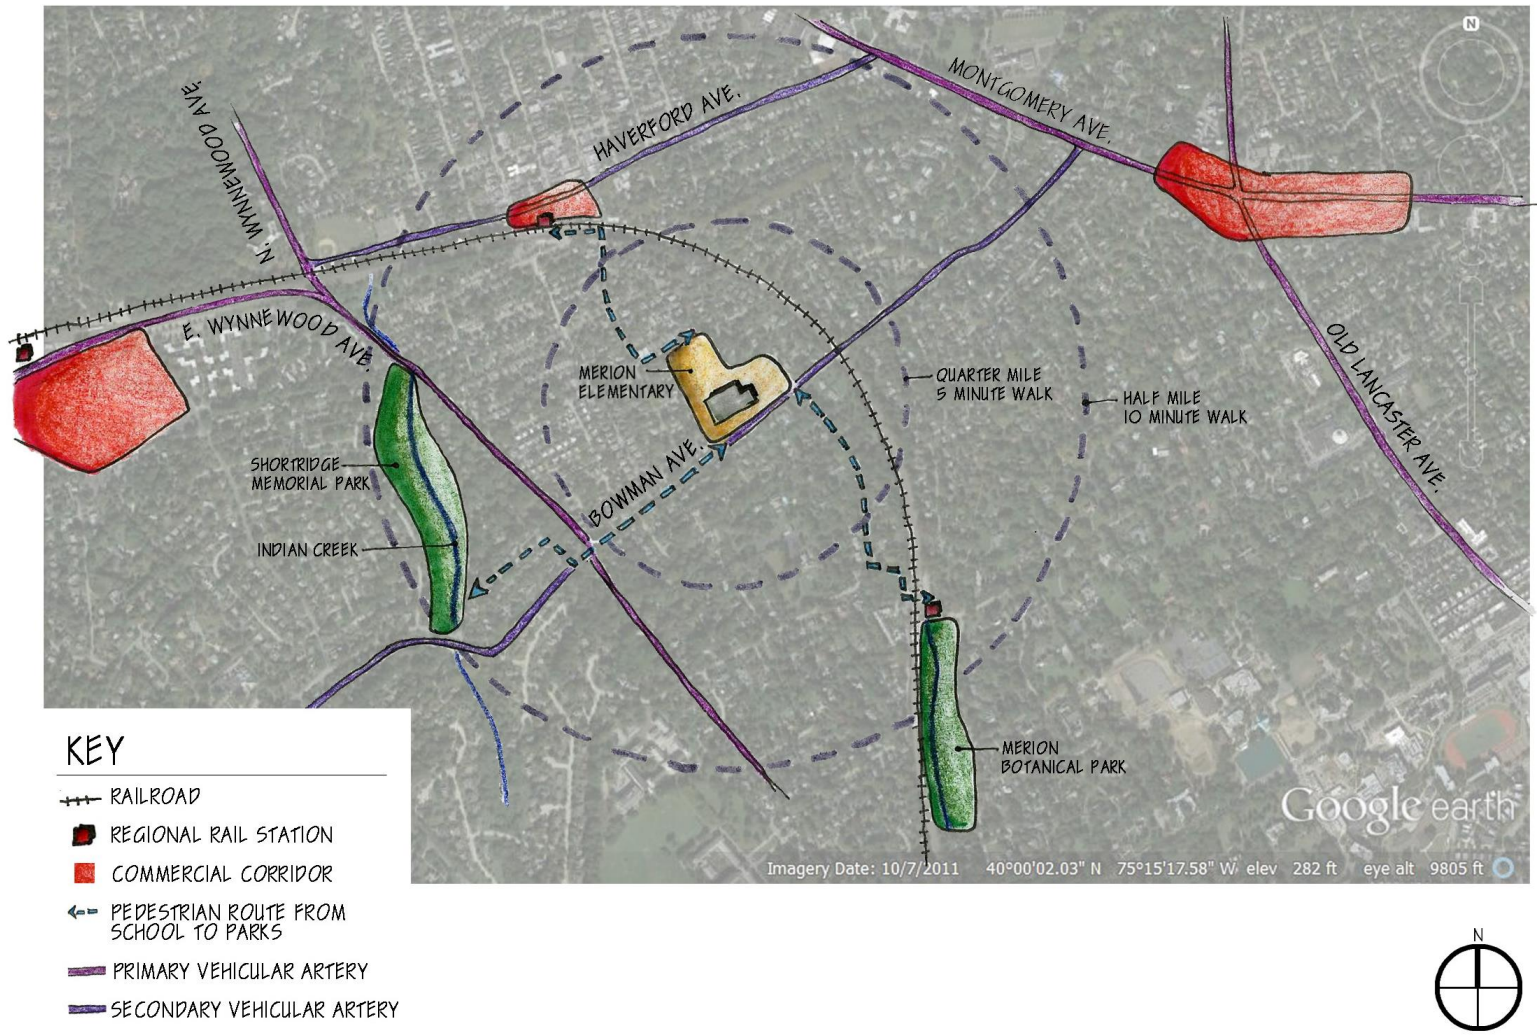 N
MONTGOMERY AVE.
N. WYNNEWOOD AVE.
HAVERFORD AVE.
E. WYNNEWOOD AVE.
OLD LANCASTER AVE.
MERION
ELEMENTARY
QUARTER MILE
5 MINUTE WALK
HALF MILE
10 MINUTE WALK
BOWMAN AVE.
SHORTRIDGE
MEMORIAL PARK
INDIAN CREEK
MERION
BOTANICAL PARK
Google earth
Imagery Date: 10/7/2011 40°00'02.03" N 75°15'17.58" W elev 282 ft eye alt 9805 ft
KEY
RAILROAD
REGIONAL RAIL STATION
COMMERCIAL CORRIDOR
PEDESTRIAN ROUTE FROM
SCHOOL TO PARKS
PRIMARY VEHICULAR ARTERY
SECONDARY VEHICULAR ARTERY
N